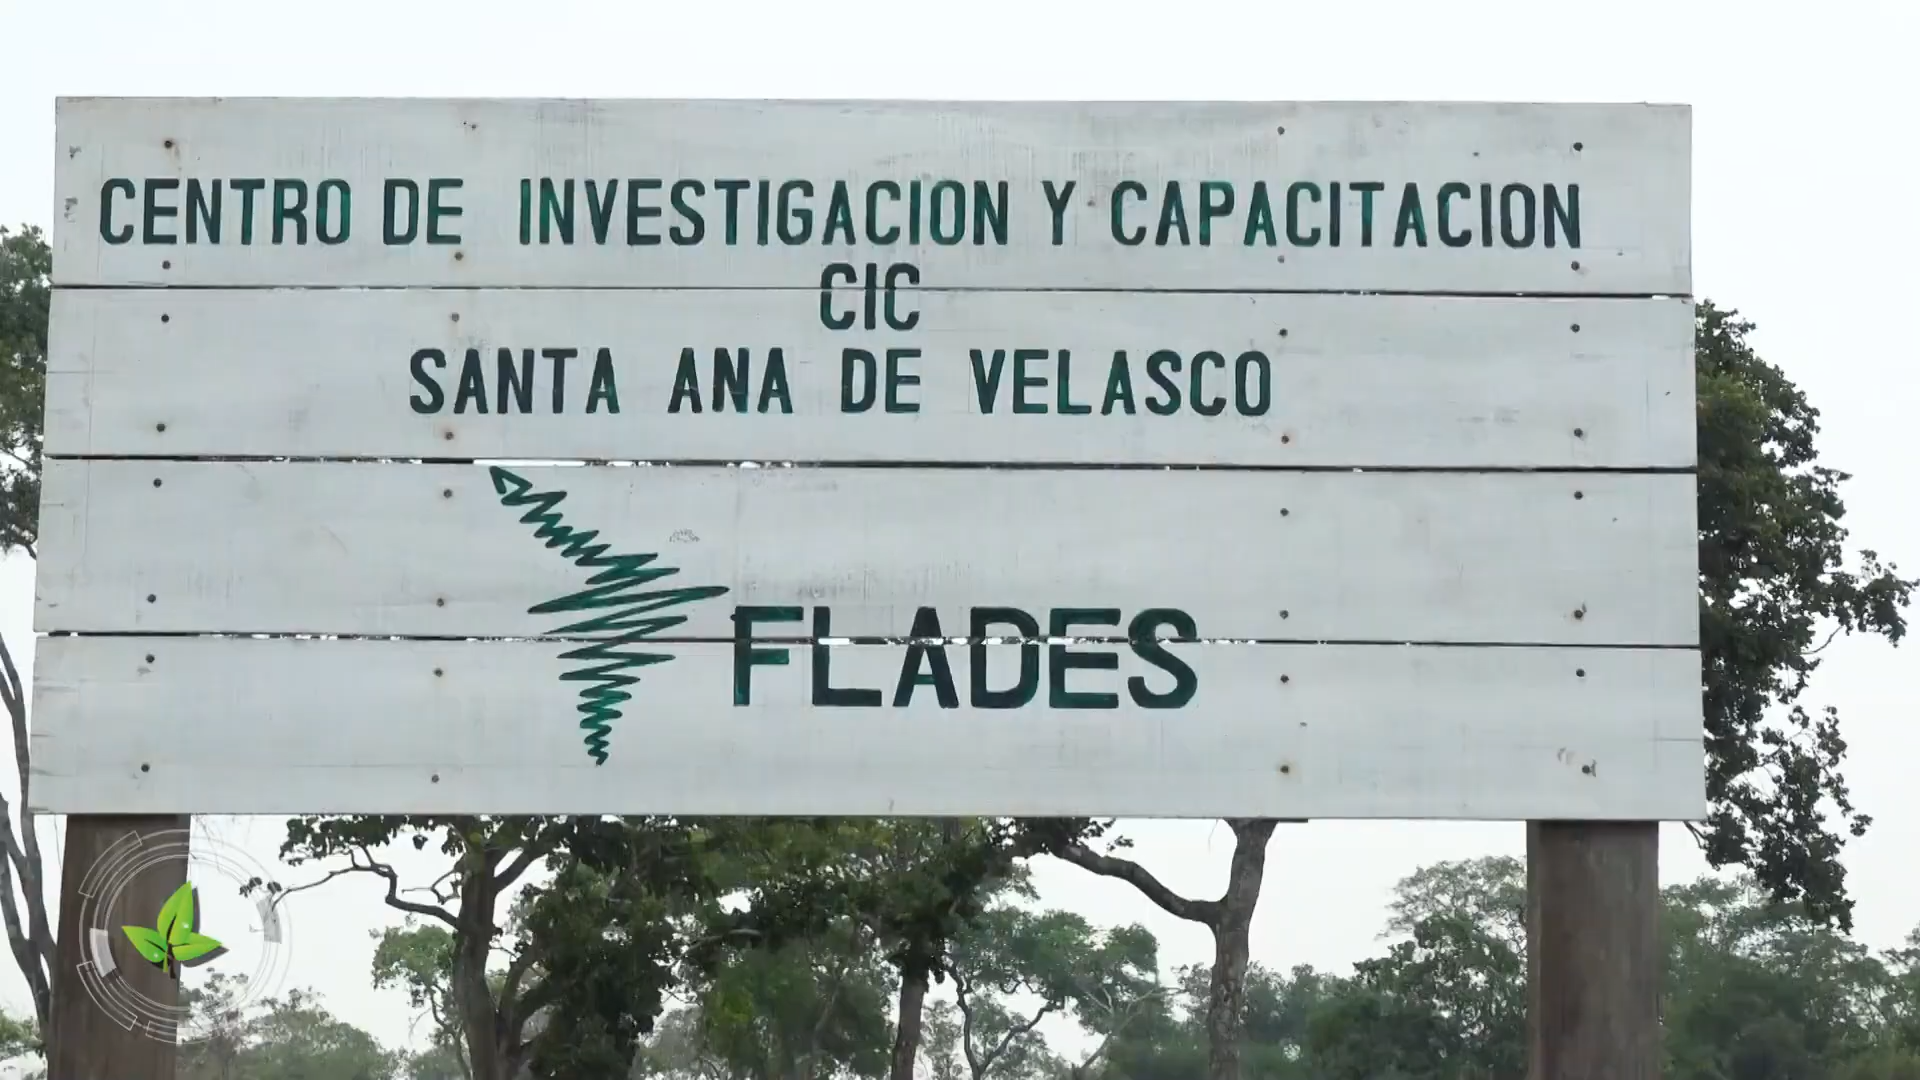 CENTRO DE INVESTIGACION Y CAPACITACION
CIC
SANTA ANA DE VELASCO
FLADES